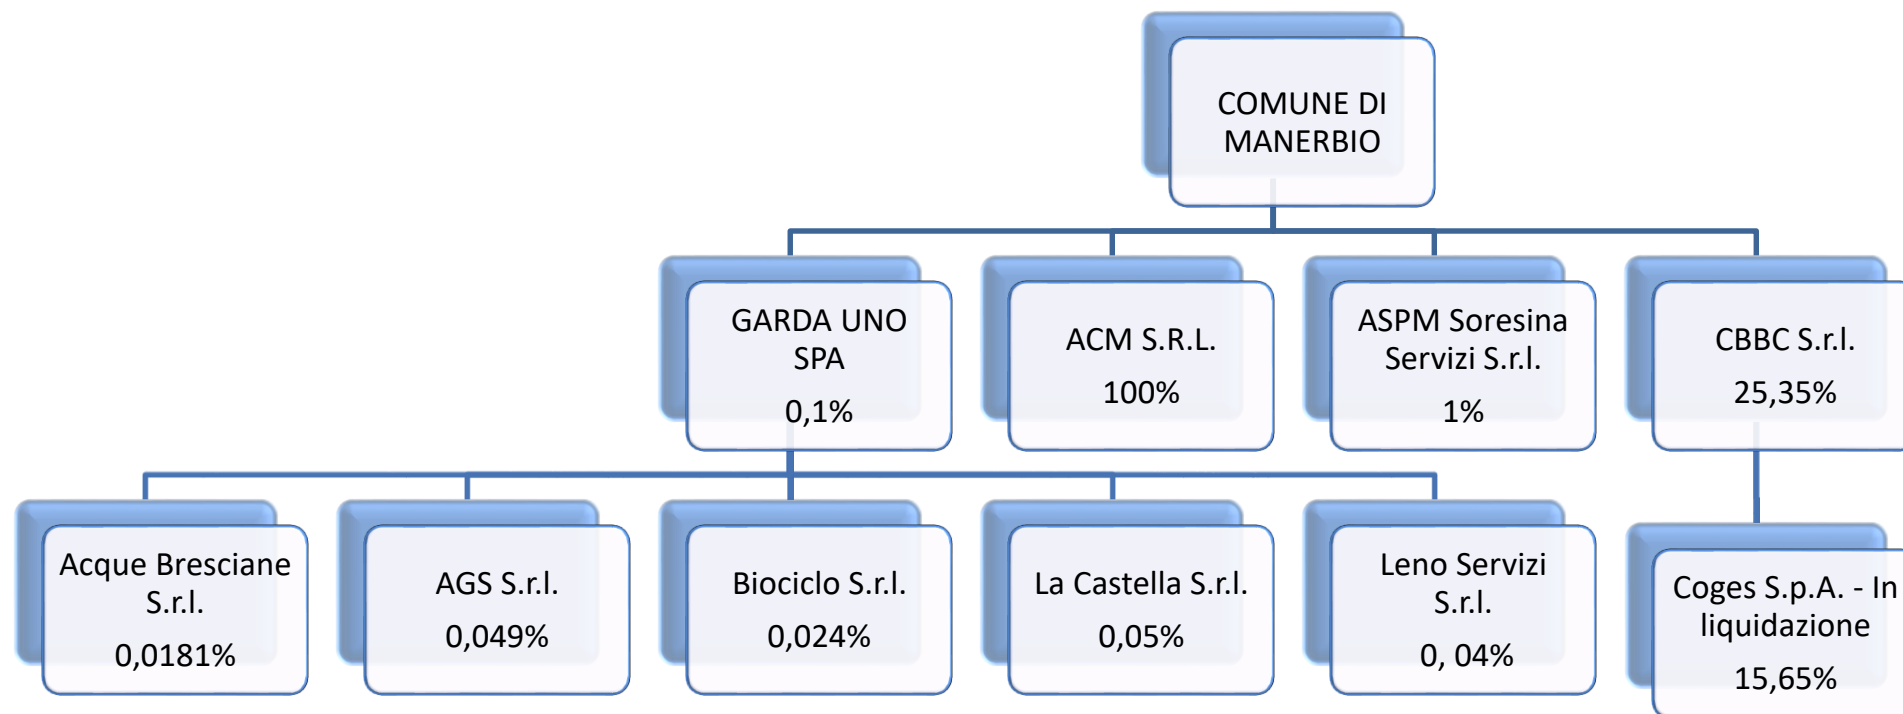 COMUNE DI
MANERBIO
GARDA UNO
SPA
0,1%
ACM S.R.L.
100%
ASPM Soresina
Servizi S.r.l.
1%
CBBC S.r.l.
25,35%
Acque Bresciane
S.r.l.
0,0181%
AGS S.r.l.
0,049%
Biociclo S.r.l.
0,024%
La Castella S.r.l.
0,05%
Leno Servizi
S.r.l.
0, 04%
Coges S.p.A. - In
liquidazione
15,65%